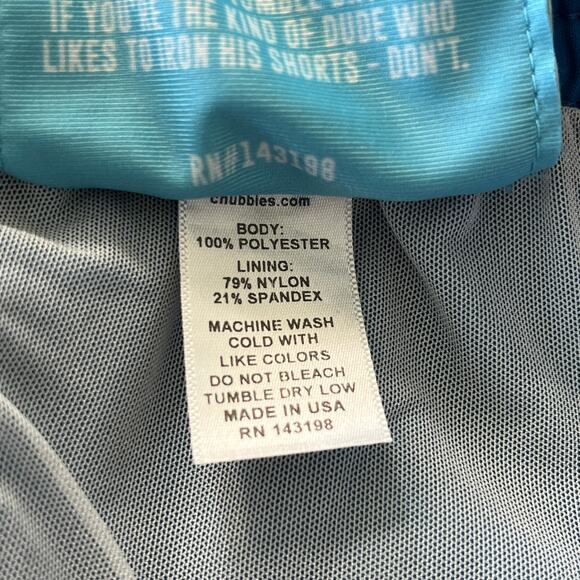 IF YOU'RE THE
KIND OF DUDE WHO
LIKES TO IRON HIS SHORTS - DON'T.
RN#143198
chubbies.com
BODY:
100% POLYESTER
LINING:
79% NYLON
21% SPANDEX
MACHINE WASH
COLD WITH
LIKE COLORS
DO NOT BLEACH
TUMBLE DRY LOW
MADE IN USA
RN 143198